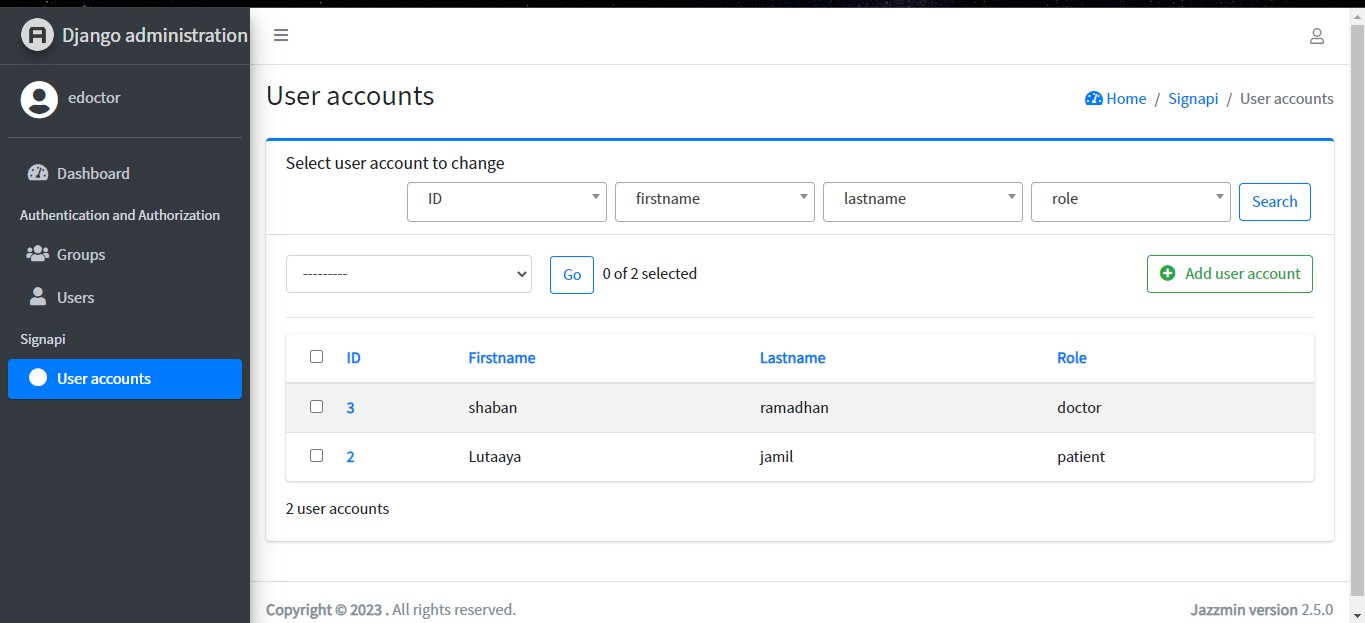 Django administration
edoctor
Dashboard
Authentication and Authorization
Groups
Users
Signapi
User accounts
User accounts
Home / Signapi / User accounts
Select user account to change
ID firstname lastname role Search
--------- Go 0 of 2 selected Add user account
ID Firstname Lastname Role
3 shaban ramadhan doctor
2 Lutaaya jamil patient
2 user accounts
Copyright © 2023 . All rights reserved. Jazzmin version 2.5.0